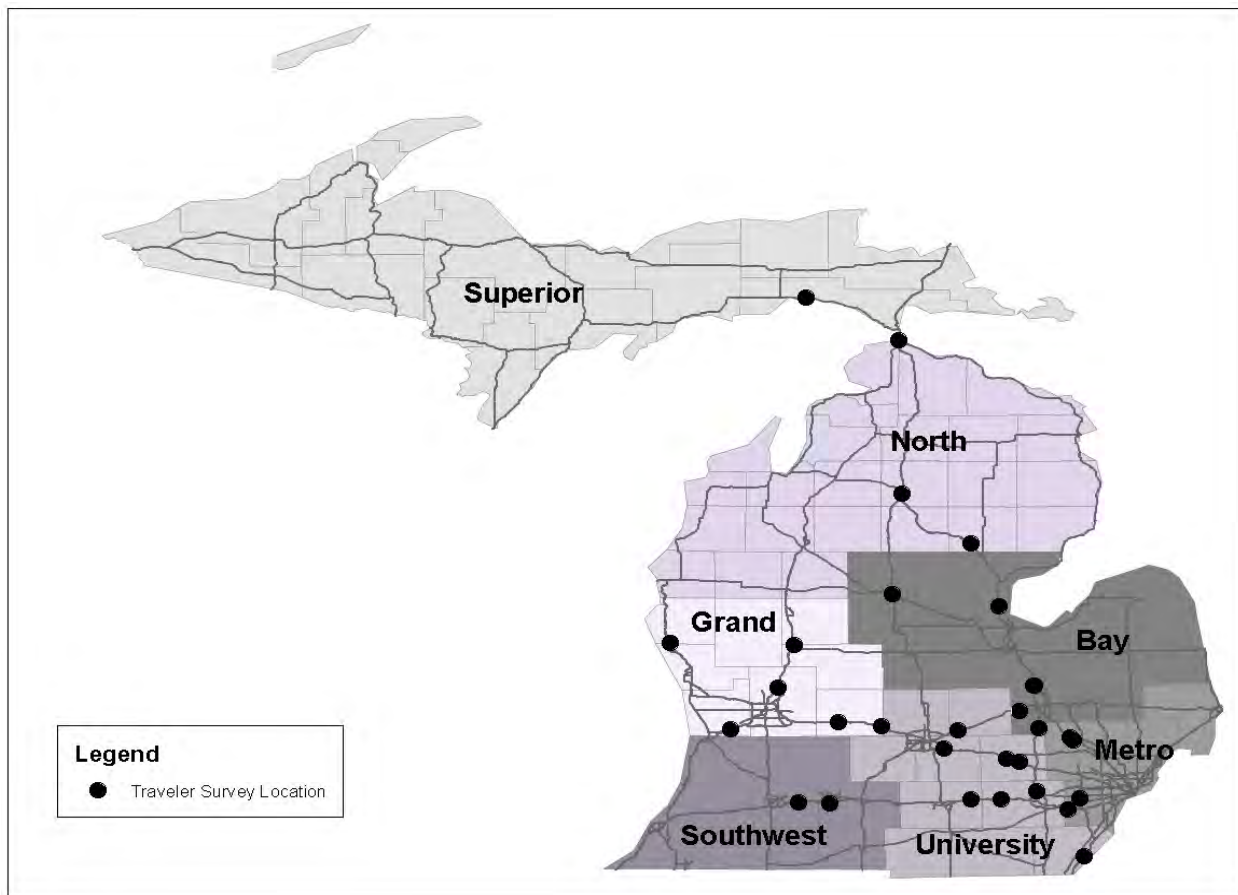 Superior
North
Grand
Bay
Metro
Southwest
University
Legend
Traveler Survey Location